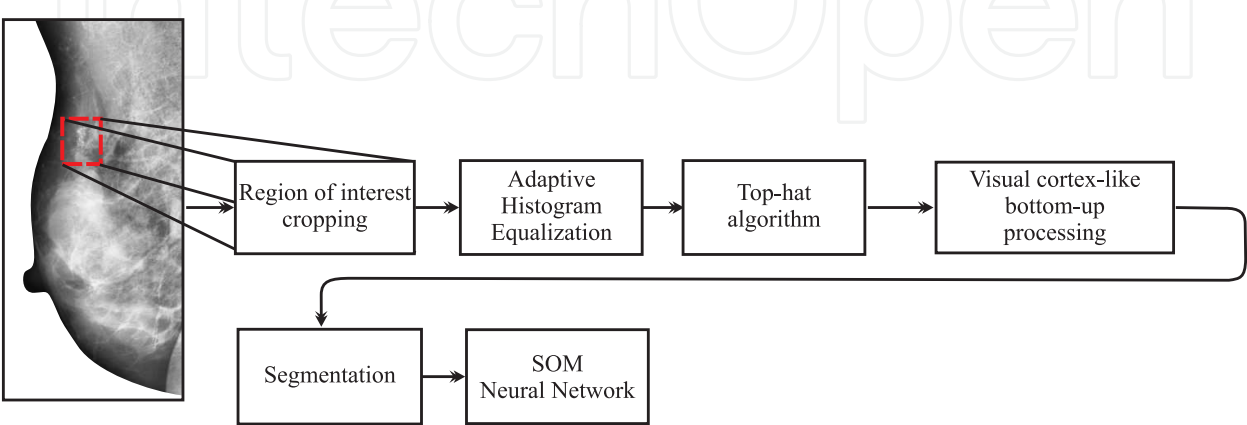 IntechOpen
Region of interest
cropping
Adaptive
Histogram
Equalization
Top-hat
algorithm
Visual cortex-like
bottom-up
processing
Segmentation
SOM
Neural Network